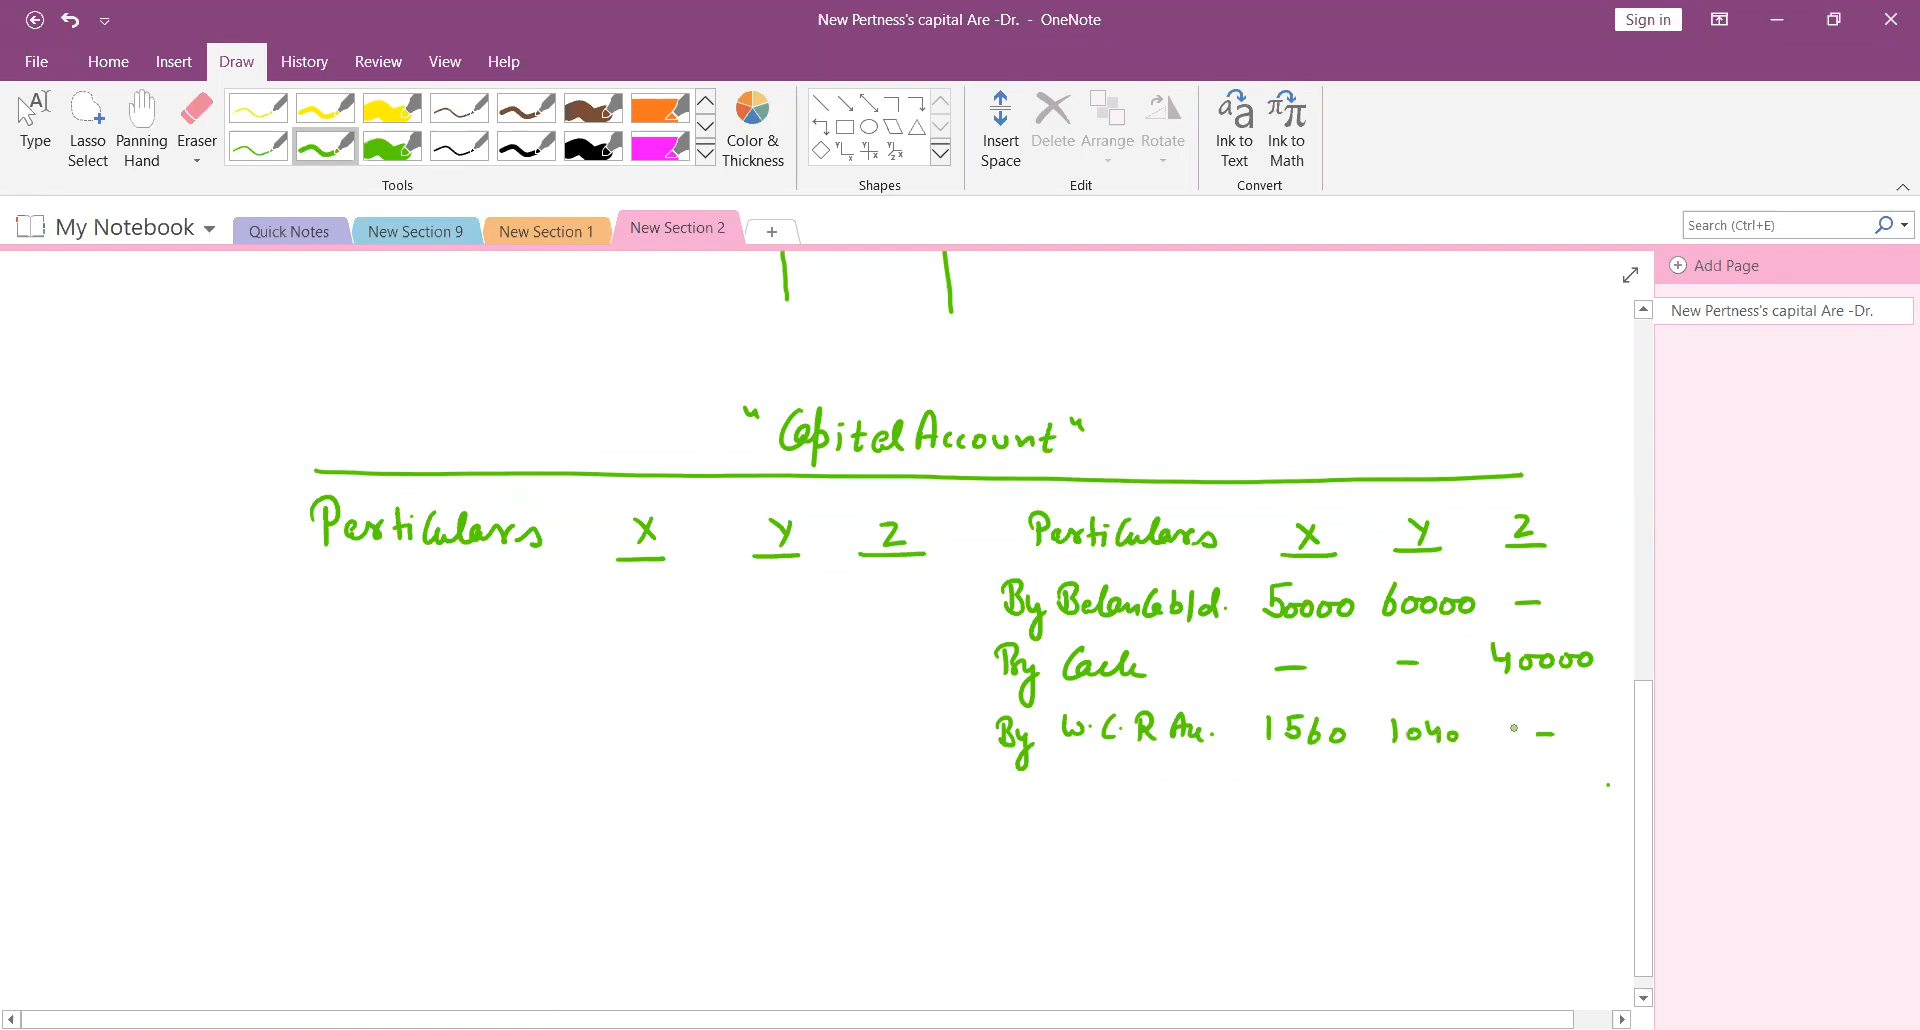 New Pertness's capital Are -Dr. - OneNote
Sign in
File Home Insert Draw History Review View Help
Type
Lasso Select
Panning Hand
Eraser
Color & Thickness
Insert Space
Delete
Arrange
Rotate
Ink to Text
Ink to Math
Tools
Shapes
Edit
Convert
My Notebook
Quick Notes
New Section 9
New Section 1
New Section 2
Search (Ctrl+E)
Add Page
New Pertness's capital Are -Dr.
"Capital Account"
Particulars X Y Z Particulars X Y Z
By Balance b/d. 50000 60000 -
By Cash - - 40000
By W.C.R A/c. 1560 1040 -